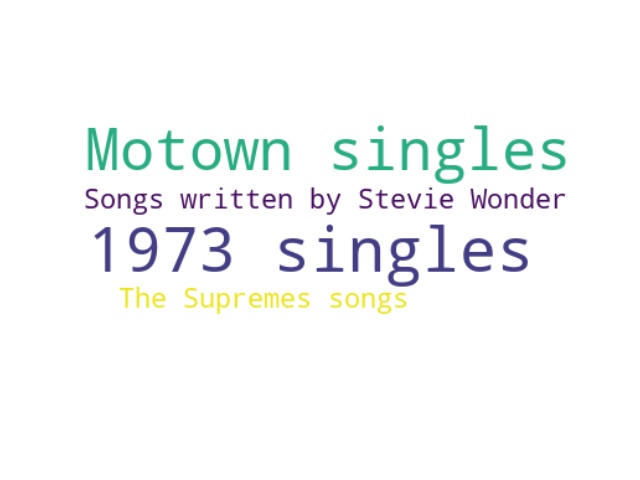 Motown singles
Songs written by Stevie Wonder
1973 singles
The Supremes songs